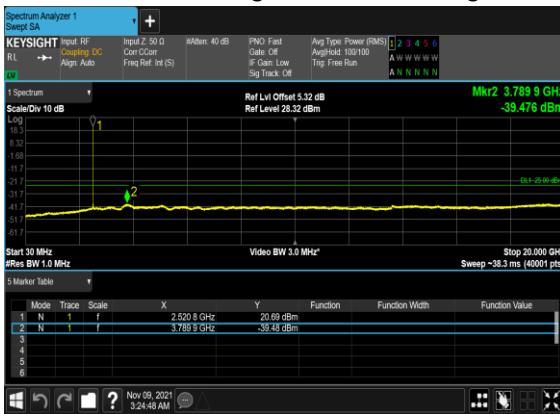 Spectrum Analyzer 1
Swept SA
KEYSIGHT
RL
Input: RF
Coupling: DC
Align: Auto
Input Z: 50 Ω
Corr CCorr
Freq Ref: Int (S)
#Atten: 40 dB
PNO: Fast
Gate: Off
IF Gain: Low
Sig Track: Off
Avg Type: Power (RMS)
Avg|Hold: 100/100
Trig: Free Run
1 2 3 4 5 6
A W W W W W
A N N N N N
1 Spectrum
Scale/Div 10 dB
Ref Lvl Offset 5.32 dB
Ref Level 28.32 dBm
Mkr2 3.789 9 GHz
-39.476 dBm
Log
18.3
8.32
-1.68
-11.7
-21.7
-31.7
-41.7
-51.7
-61.7
1
2
DL1 -25.00 dBm
Start 30 MHz
#Res BW 1.0 MHz
Video BW 3.0 MHz*
Stop 20.000 GHz
Sweep ~38.3 ms (40001 pts)
5 Marker Table
Mode Trace Scale X Y Function Function Width Function Value
1 N 1 f 2.520 8 GHz 20.69 dBm
2 N 1 f 3.789 9 GHz -39.48 dBm
3
4
5
6
?
Nov 09, 2021
3:24:48 AM